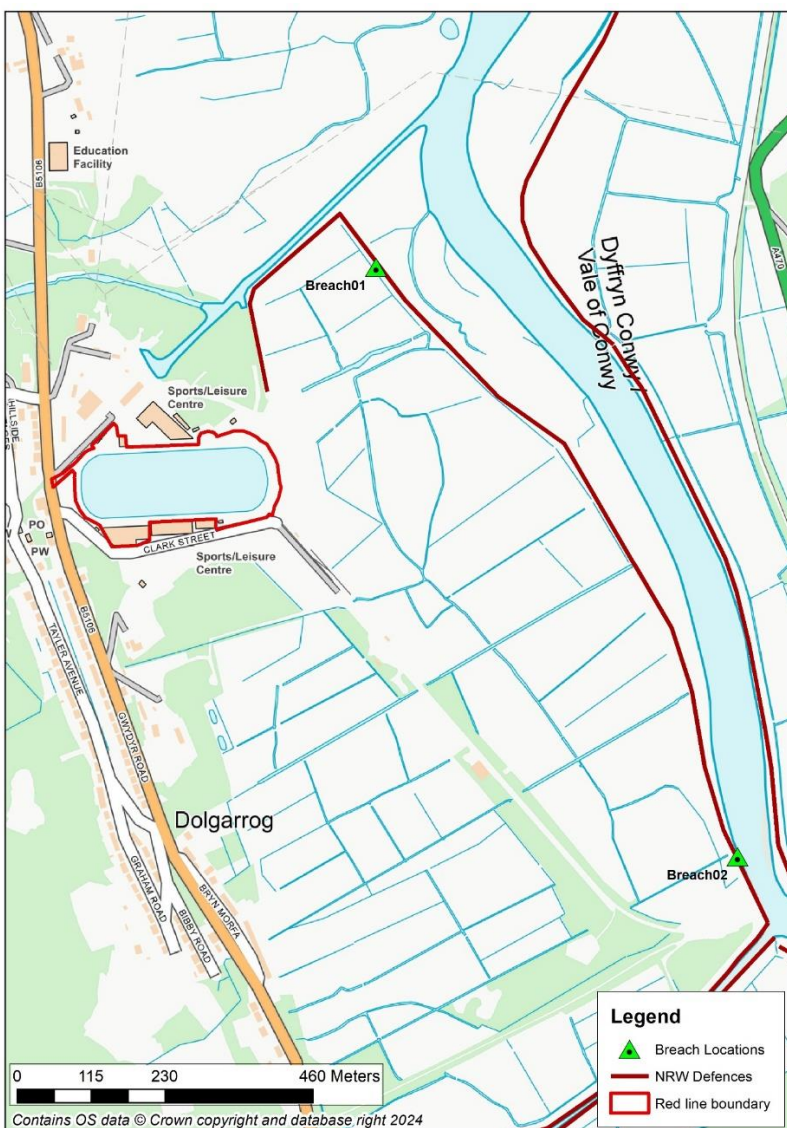 B5106
Education
Facility
A470
Breach01
Dyffryn Conwy /
Vale of Conwy
Sports/Leisure
Centre
HILLSIDE
PO
PW
CLARK STREET
Sports/Leisure
Centre
B5106
TAYLER AVENUE
GWYDYR ROAD
Dolgarrog
Breach02
GRAHAM ROAD
BIBBY ROAD
BRYN MORFA
Legend
Breach Locations
NRW Defences
Red line boundary
0 115 230 460 Meters
Contains OS data © Crown copyright and database right 2024